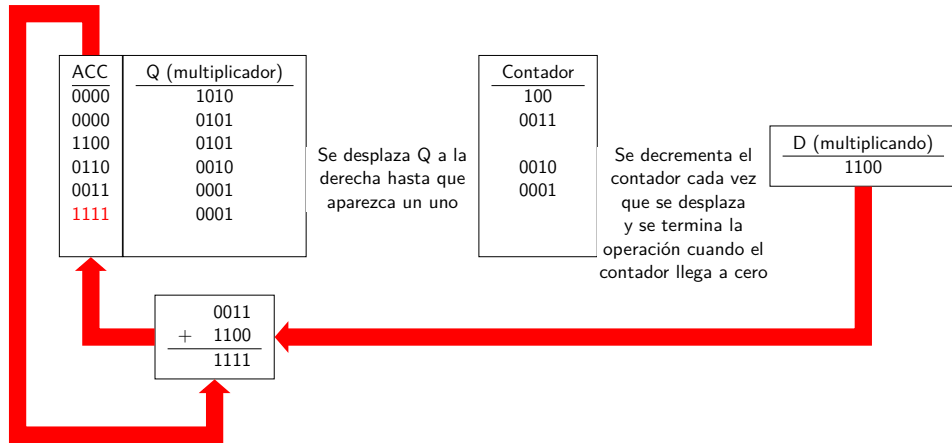 ACC Q (multiplicador)
0000 1010
0000 0101
1100 0101
0110 0010
0011 0001
1111 0001
Se desplaza Q a la
derecha hasta que
aparezca un uno
Contador
100
0011
0010
0001
Se decrementa el
contador cada vez
que se desplaza
y se termina la
operación cuando el
contador llega a cero
D (multiplicando)
1100
0011
+ 1100
1111